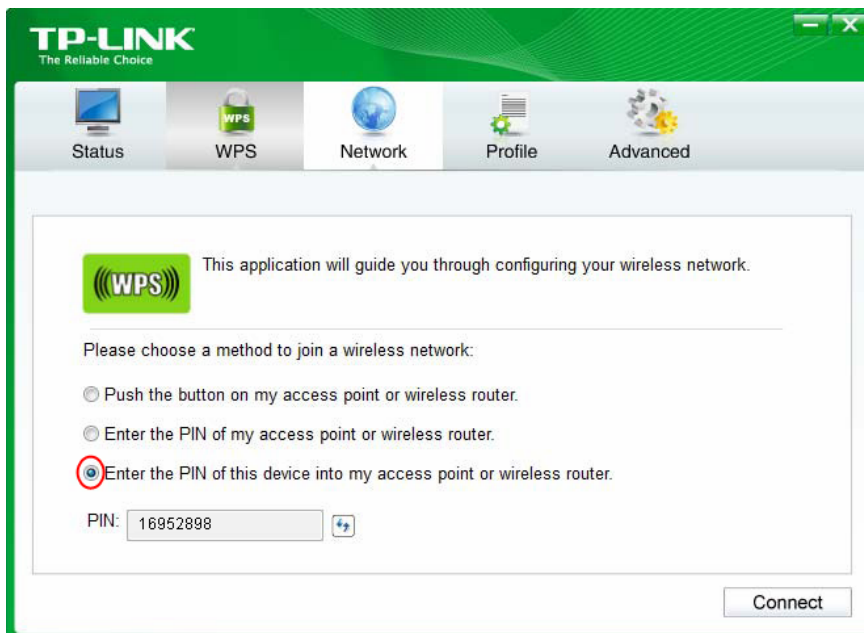 TP-LINK
The Reliable Choice
Status
WPS
WPS
Network
Profile
Advanced
(((WPS)))
This application will guide you through configuring your wireless network.
Please choose a method to join a wireless network:
Push the button on my access point or wireless router.
Enter the PIN of my access point or wireless router.
Enter the PIN of this device into my access point or wireless router.
PIN: 16952898
Connect